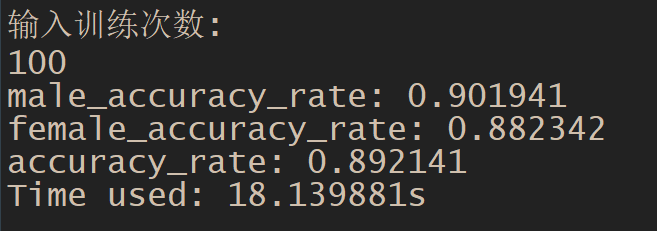 输入训练次数:
100
male_accuracy_rate: 0.901941
female_accuracy_rate: 0.882342
accuracy_rate: 0.892141
Time used: 18.139881s